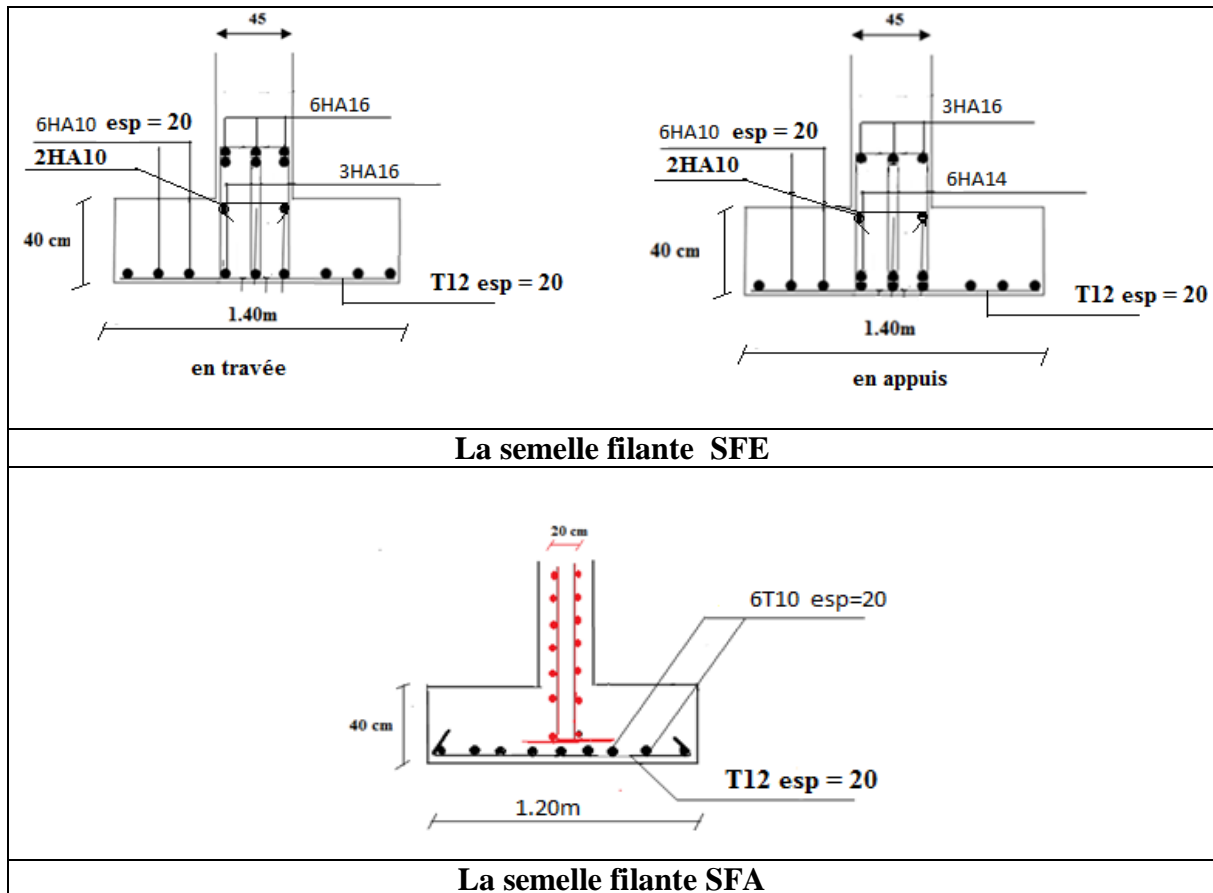 45
6HA16
6HA10 esp = 20
2HA10
3HA16
40 cm
T12 esp = 20
1.40m
en travée
45
3HA16
6HA10 esp = 20
2HA10
6HA14
40 cm
T12 esp = 20
1.40m
en appuis
La semelle filante SFE
20 cm
6T10 esp=20
40 cm
T12 esp = 20
1.20m
La semelle filante SFA